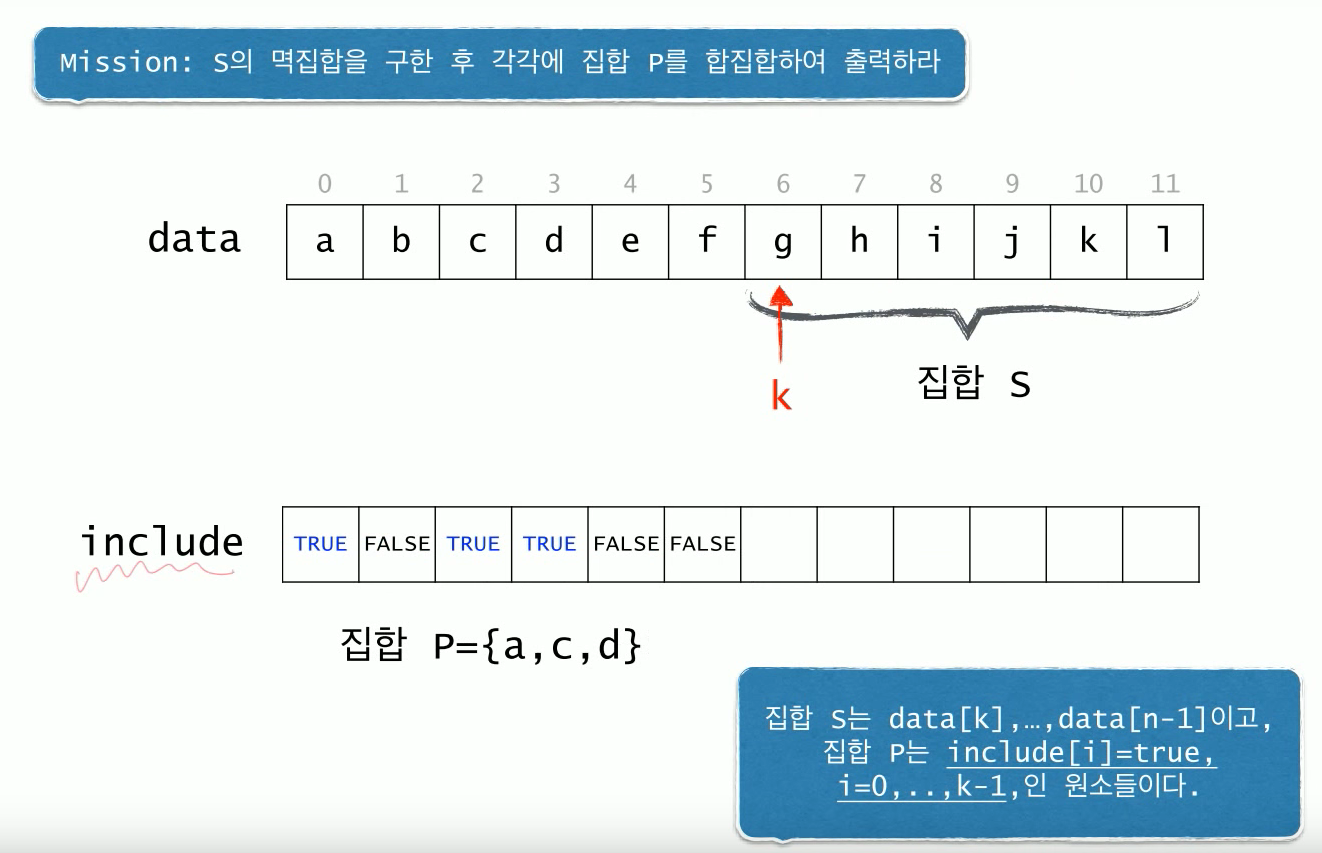 Mission: S의 멱집합을 구한 후 각각에 집합 P를 합집합하여 출력하라
0 1 2 3 4 5 6 7 8 9 10 11
data a b c d e f g h i j k l
k
집합 S
include TRUE FALSE TRUE TRUE FALSE FALSE
집합 P={a,c,d}
집합 S는 data[k],…,data[n-1]이고,
집합 P는 include[i]=true,
i=0,..,k-1,인 원소들이다.